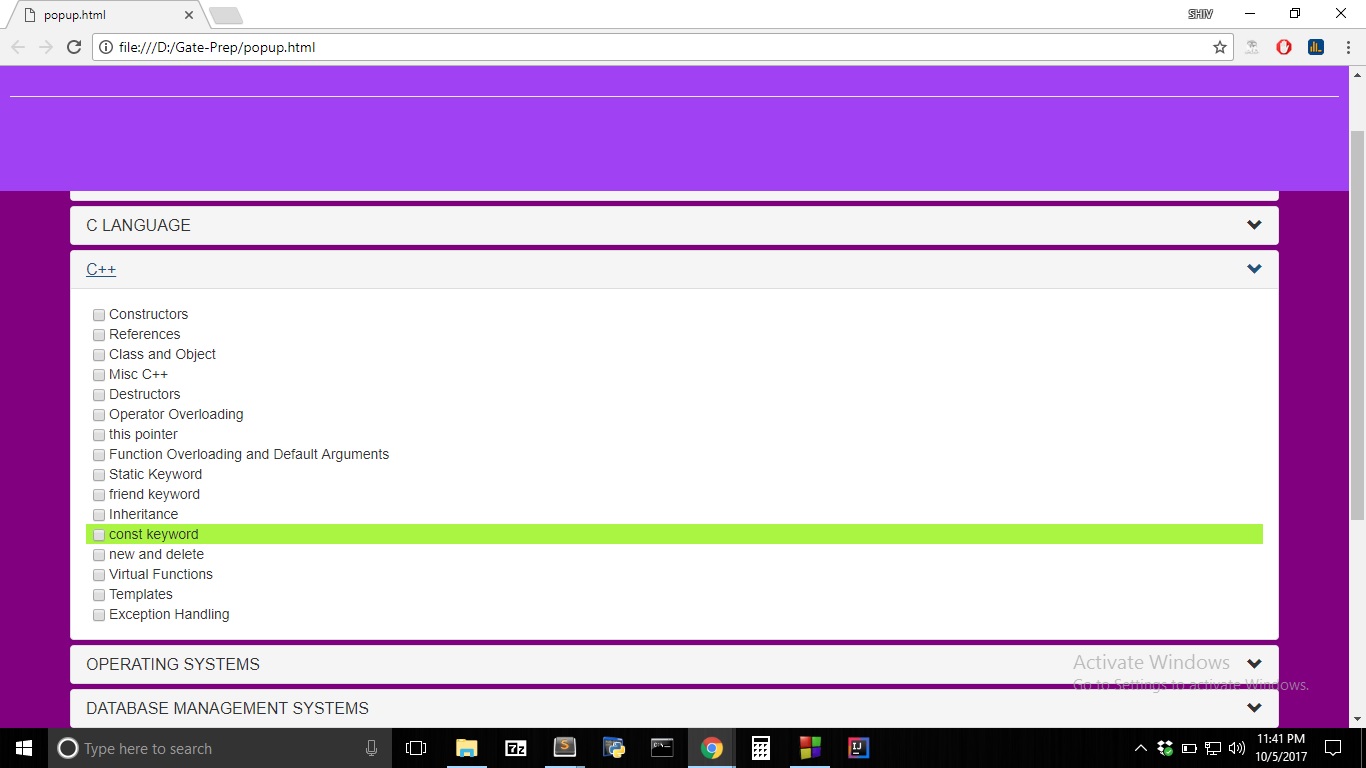 popup.html
SHIV
file:///D:/Gate-Prep/popup.html
C LANGUAGE
C++
Constructors
References
Class and Object
Misc C++
Destructors
Operator Overloading
this pointer
Function Overloading and Default Arguments
Static Keyword
friend keyword
Inheritance
const keyword
new and delete
Virtual Functions
Templates
Exception Handling
OPERATING SYSTEMS
Activate Windows
Go to Settings to activate Windows.
DATABASE MANAGEMENT SYSTEMS
Type here to search
7z
S
IJ
11:41 PM
10/5/2017